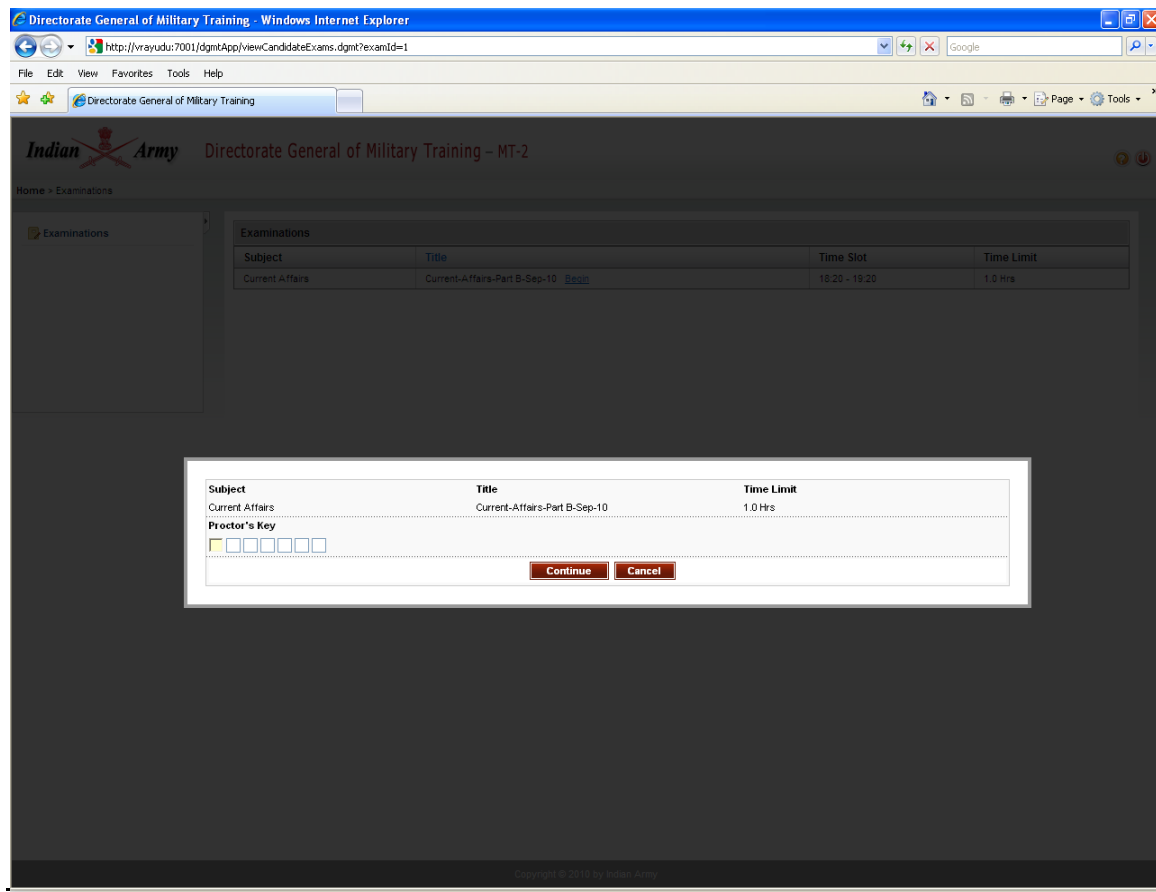 Directorate General of Military Training - Windows Internet Explorer
http://vrayudu:7001/dgmtApp/viewCandidateExams.dgmt?examId=1
Google
File Edit View Favorites Tools Help
Directorate General of Military Training
Page Tools
Indian Army Directorate General of Military Training – MT-2
Home > Examinations
Examinations
Examinations
Subject Title Time Slot Time Limit
Current Affairs Current-Affairs-Part B-Sep-10 Begin 18:20 - 19:20 1.0 Hrs
Subject Title Time Limit
Current Affairs Current-Affairs-Part B-Sep-10 1.0 Hrs
Proctor's Key
Continue Cancel
Copyright © 2010 by Indian Army